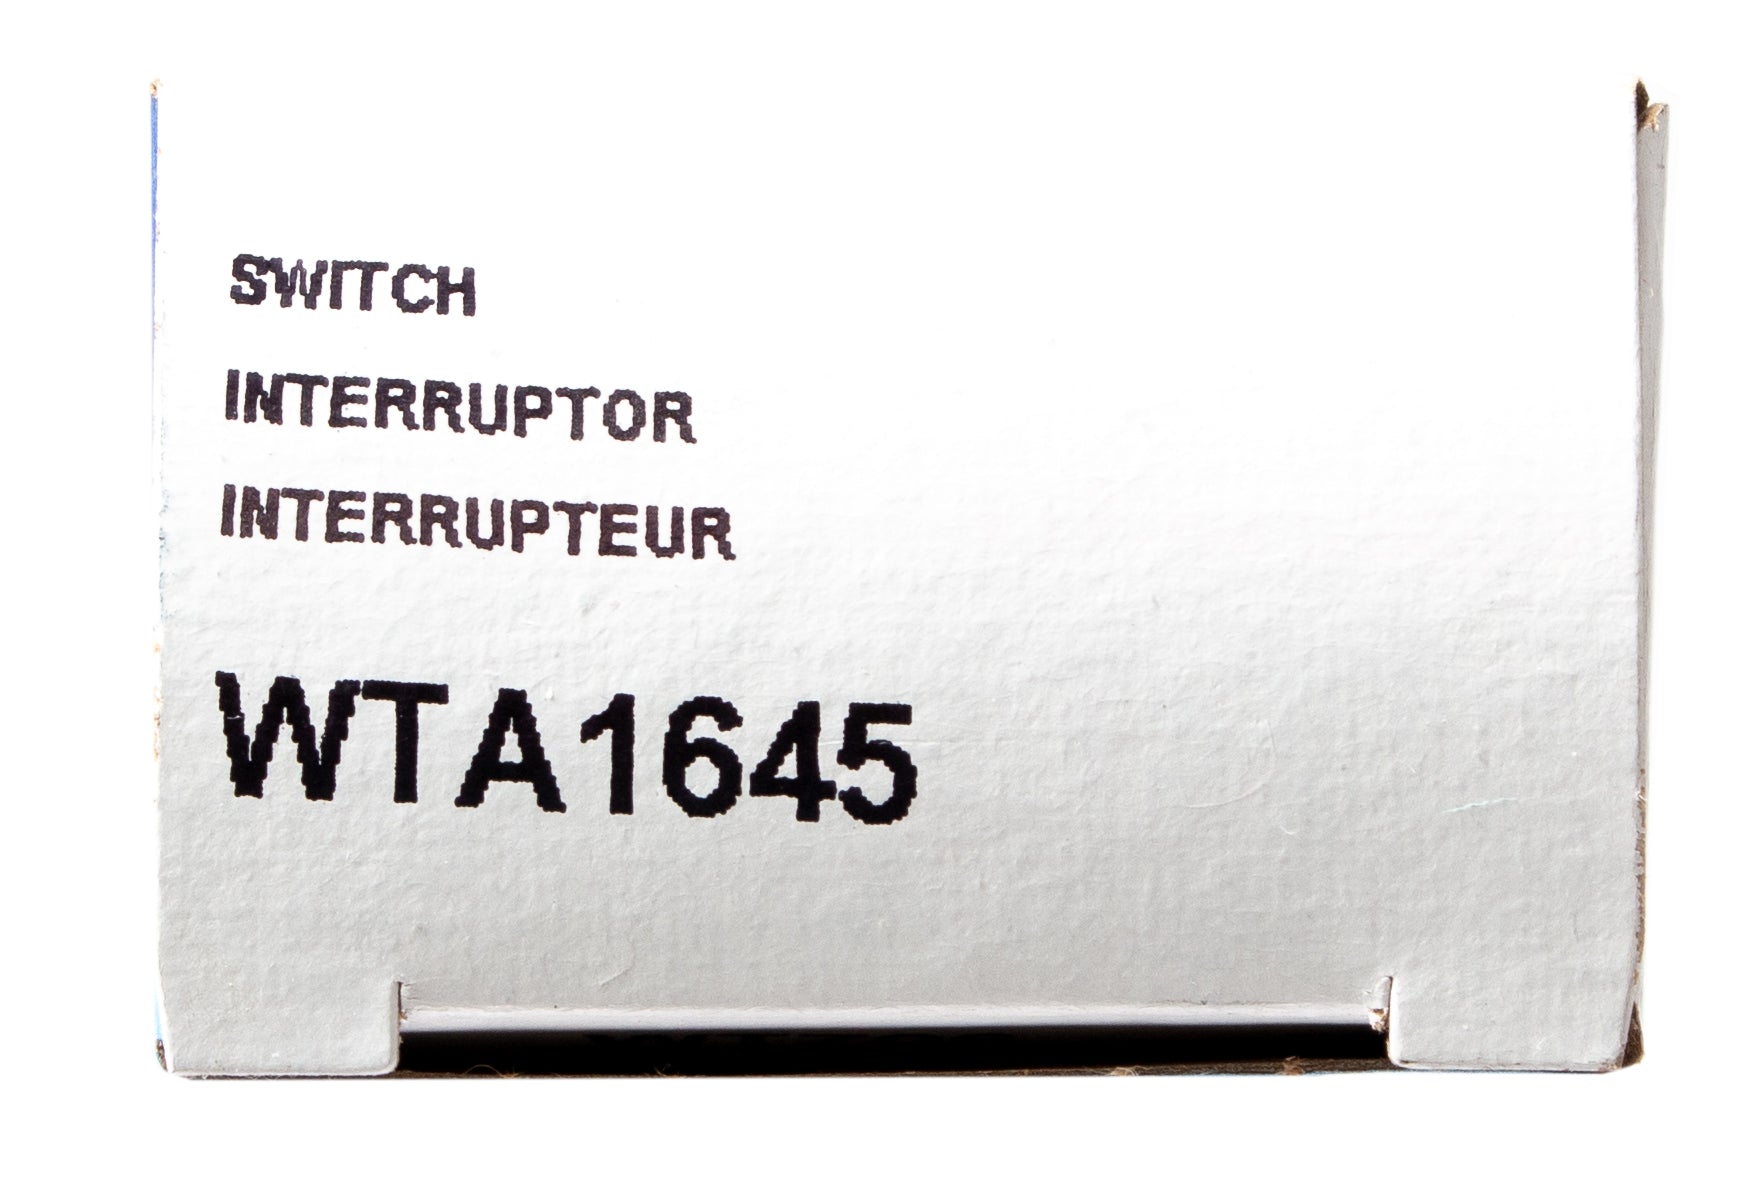 SWITCH
INTERRUPTOR
INTERRUPTEUR
WTA1645